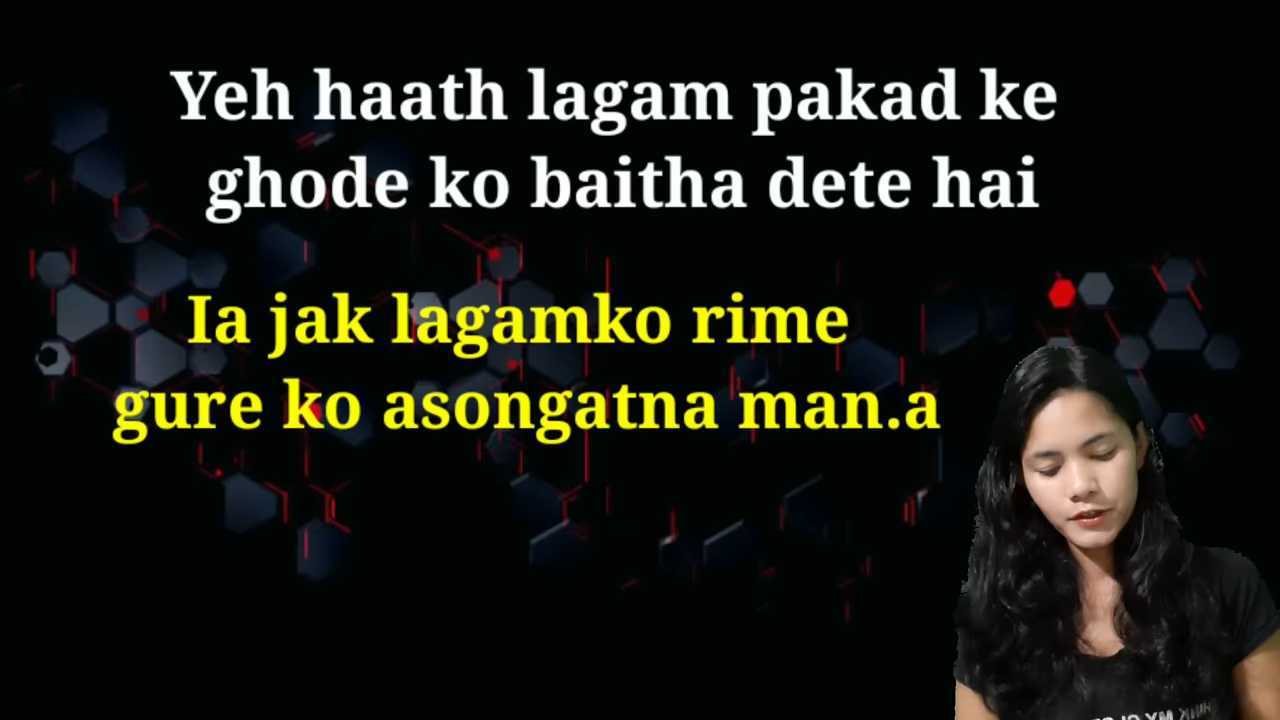 Yeh haath lagam pakad ke
ghode ko baitha dete hai
Ia jak lagamko rime
gure ko asongatna man.a